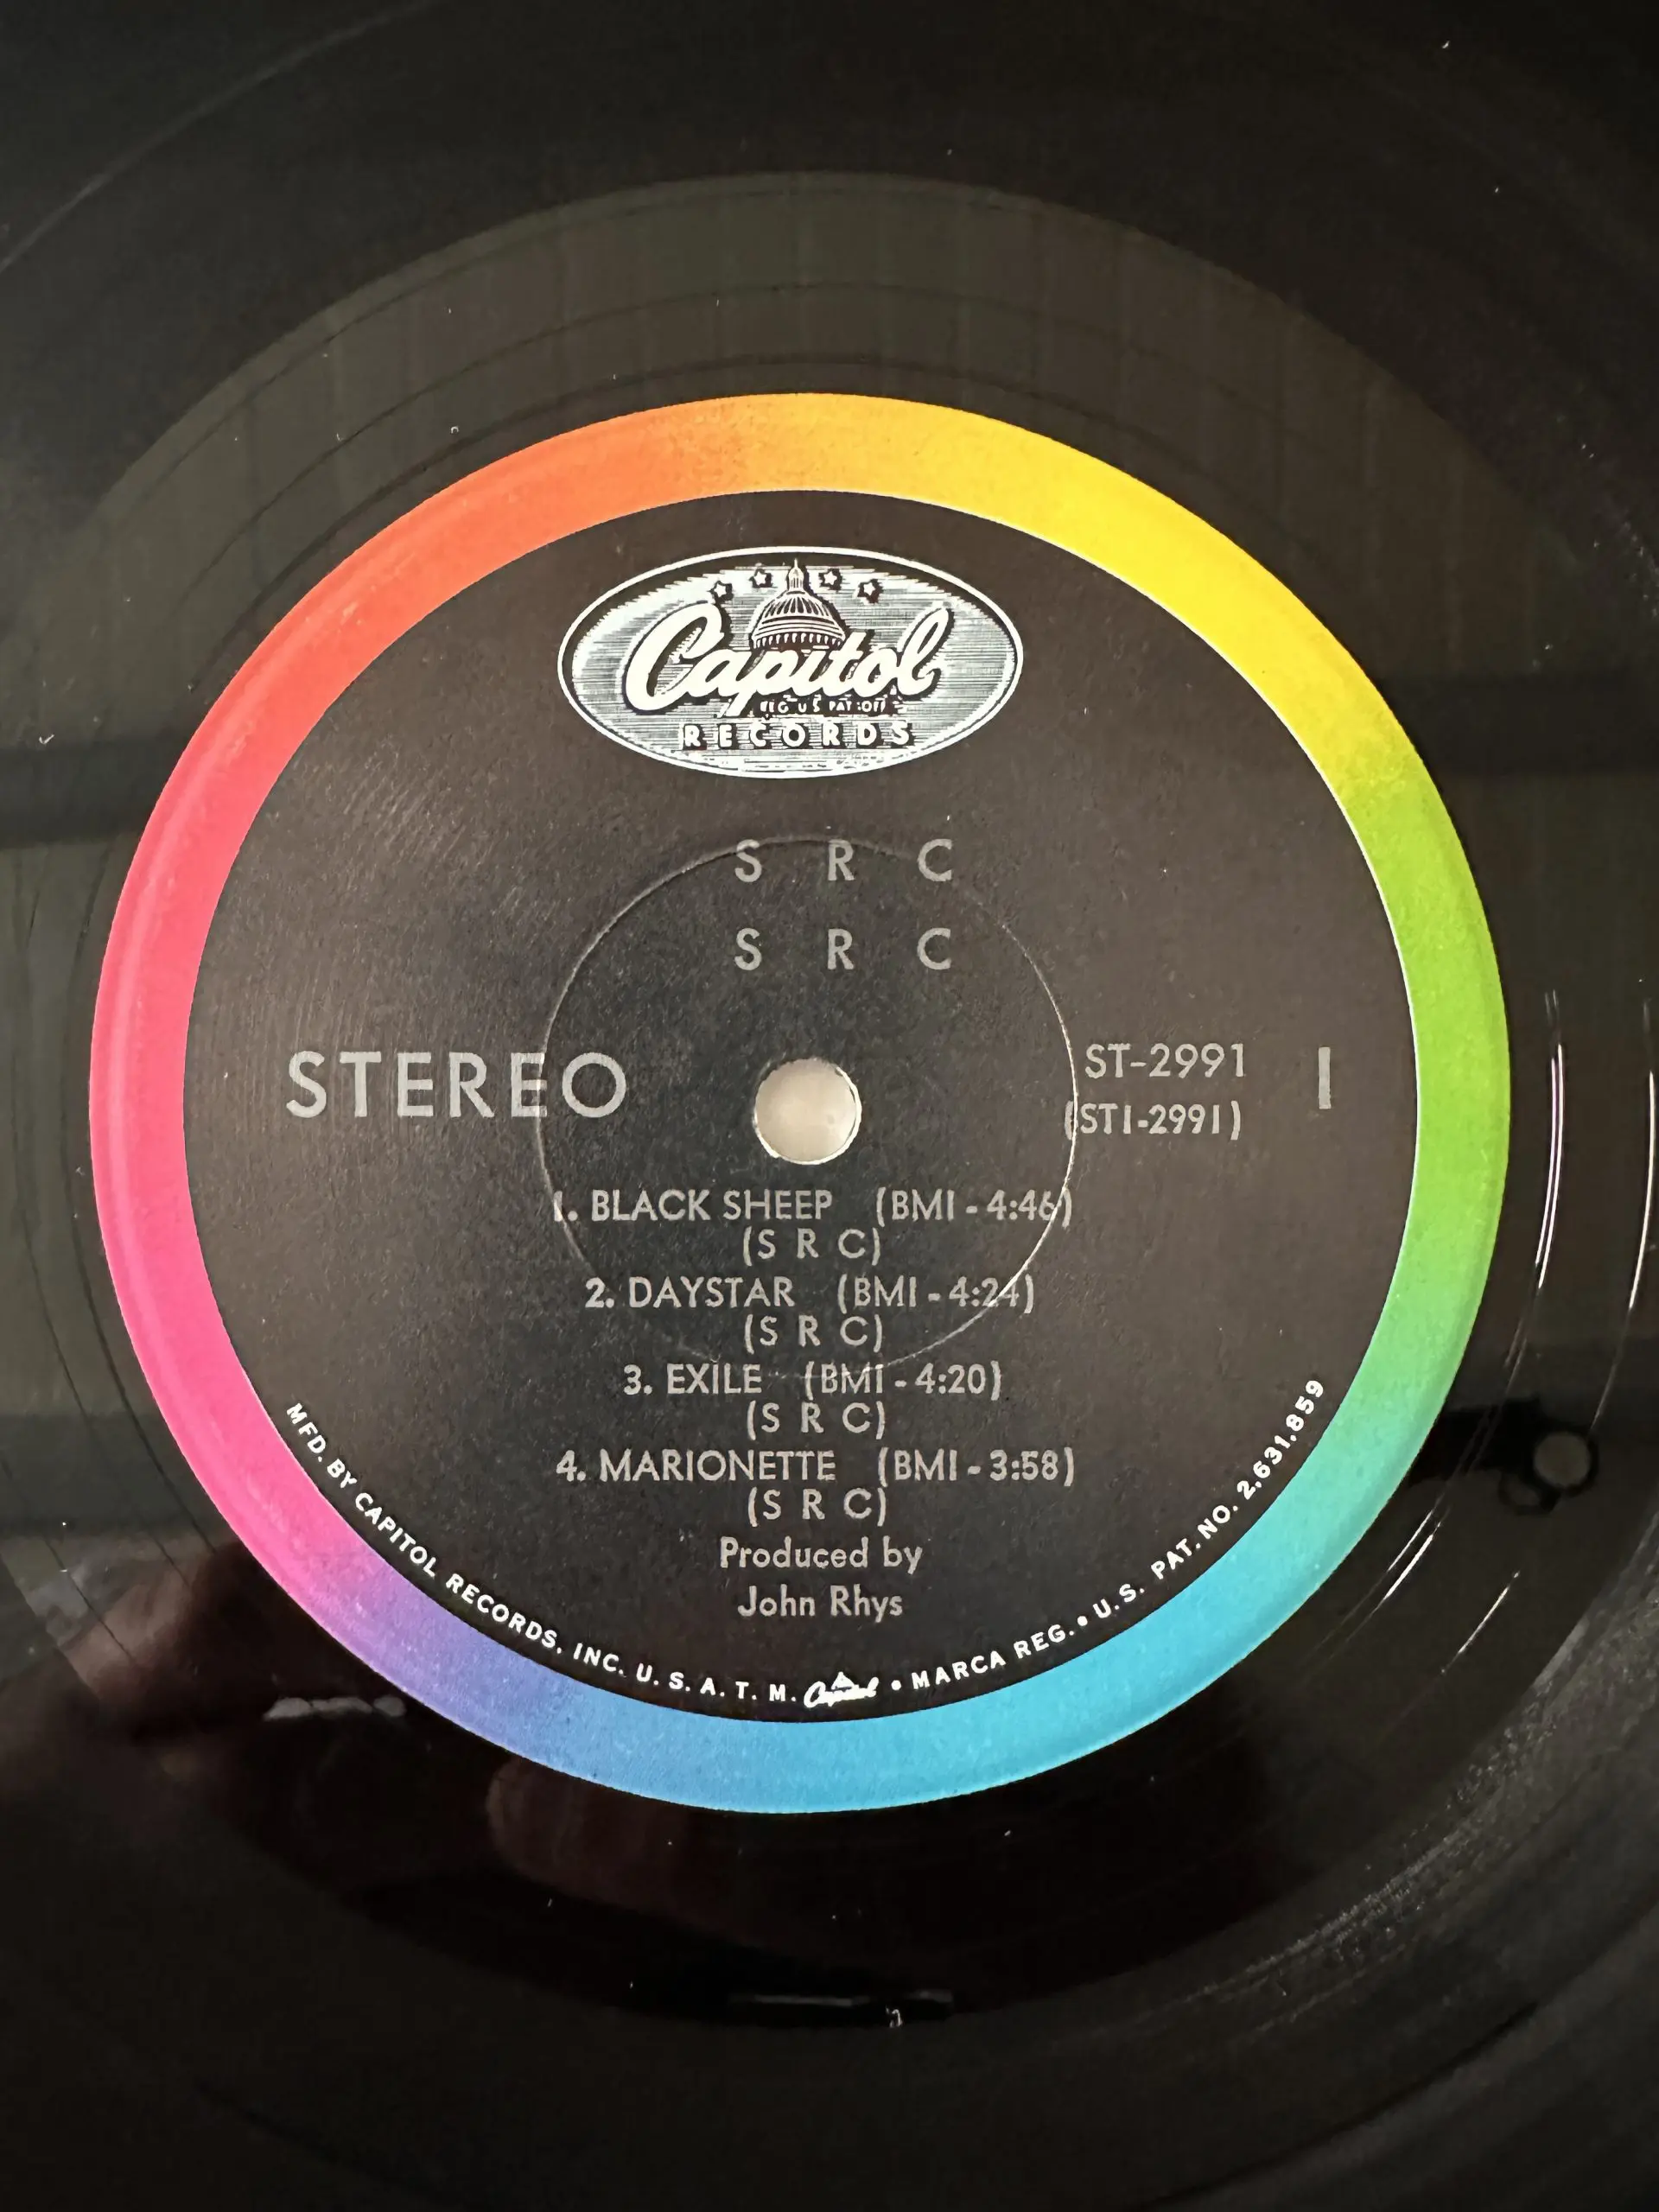 Capitol
REG. U.S. PAT. OFF.
RECORDS
S R C
S R C
STEREO
ST-2991
(ST1-2991)
1
1. BLACK SHEEP (BMI - 4:46)
(S R C)
2. DAYSTAR (BMI - 4:24)
(S R C)
3. EXILE (BMI - 4:20)
(S R C)
4. MARIONETTE (BMI - 3:58)
(S R C)
Produced by
John Rhys
MFD. BY CAPITOL RECORDS, INC. U. S. A. T. M. Capitol • MARCA REG. • U.S. PAT. NO. 2,631,859